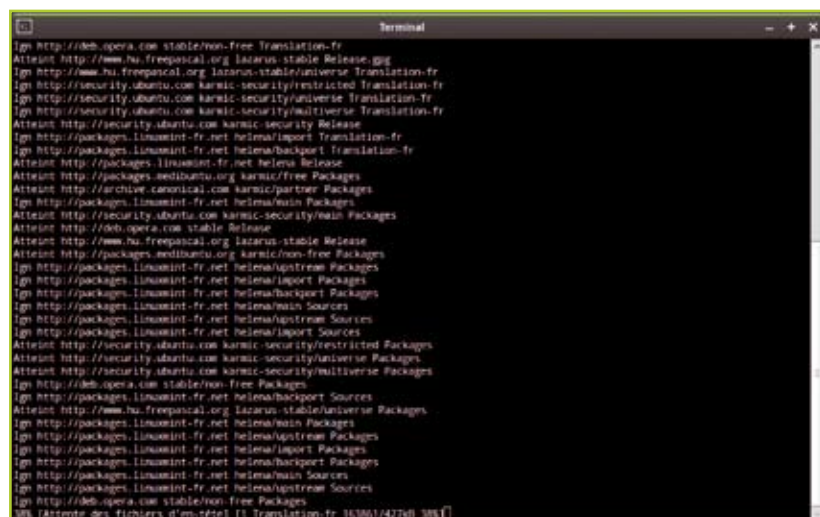 Terminal
Ign http://deb.opera.com stable/non-free Translation-fr
Atteint http://www.hu.freepascal.org lazarus-stable Release.gpg
Ign http://www.hu.freepascal.org lazarus-stable/universe Translation-fr
Ign http://security.ubuntu.com karmic-security/restricted Translation-fr
Ign http://security.ubuntu.com karmic-security/universe Translation-fr
Ign http://security.ubuntu.com karmic-security/multiverse Translation-fr
Atteint http://security.ubuntu.com karmic-security Release
Ign http://packages.linuxmint-fr.net helena/import Translation-fr
Ign http://packages.linuxmint-fr.net helena/backport Translation-fr
Atteint http://packages.linuxmint-fr.net helena Release
Atteint http://packages.medibuntu.org karmic/free Packages
Atteint http://archive.canonical.com karmic/partner Packages
Ign http://packages.linuxmint-fr.net helena/main Packages
Atteint http://security.ubuntu.com karmic-security/main Packages
Atteint http://deb.opera.com stable Release
Atteint http://www.hu.freepascal.org lazarus-stable Release
Atteint http://packages.medibuntu.org karmic/non-free Packages
Ign http://packages.linuxmint-fr.net helena/upstream Packages
Ign http://packages.linuxmint-fr.net helena/import Packages
Ign http://packages.linuxmint-fr.net helena/backport Packages
Ign http://packages.linuxmint-fr.net helena/main Sources
Ign http://packages.linuxmint-fr.net helena/upstream Sources
Ign http://packages.linuxmint-fr.net helena/import Sources
Atteint http://security.ubuntu.com karmic-security/restricted Packages
Atteint http://security.ubuntu.com karmic-security/universe Packages
Atteint http://security.ubuntu.com karmic-security/multiverse Packages
Ign http://deb.opera.com stable/non-free Packages
Ign http://packages.linuxmint-fr.net helena/backport Sources
Atteint http://www.hu.freepascal.org lazarus-stable/universe Packages
Ign http://packages.linuxmint-fr.net helena/main Packages
Ign http://packages.linuxmint-fr.net helena/upstream Packages
Ign http://packages.linuxmint-fr.net helena/import Packages
Ign http://packages.linuxmint-fr.net helena/backport Packages
Ign http://packages.linuxmint-fr.net helena/main Sources
Ign http://packages.linuxmint-fr.net helena/upstream Sources
Ign http://deb.opera.com stable/non-free Packages
38% [Attente des fichiers d'en-tête] [1 Translation-fr 38%]